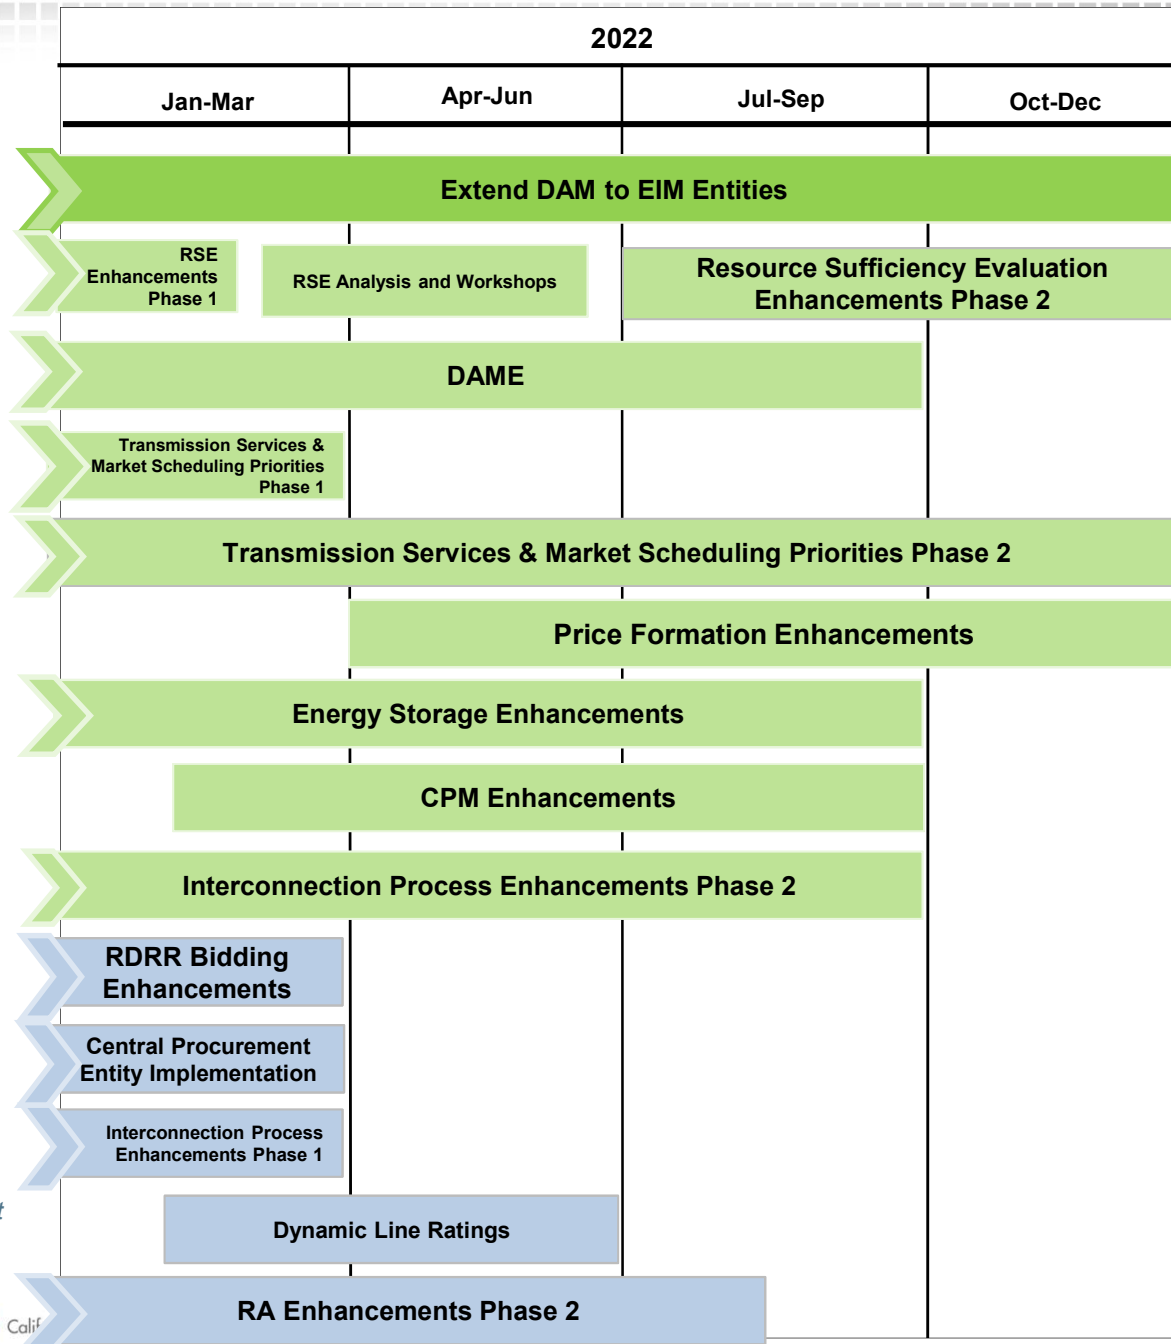 2022
Jan-Mar
Apr-Jun
Jul-Sep
Oct-Dec
Extend DAM to EIM Entities
RSE
Enhancements
Phase 1
RSE Analysis and Workshops
Resource Sufficiency Evaluation
Enhancements Phase 2
DAME
Transmission Services &
Market Scheduling Priorities
Phase 1
Transmission Services & Market Scheduling Priorities Phase 2
Price Formation Enhancements
Energy Storage Enhancements
CPM Enhancements
Interconnection Process Enhancements Phase 2
RDRR Bidding
Enhancements
Central Procurement
Entity Implementation
Interconnection Process
Enhancements Phase 1
Dynamic Line Ratings
RA Enhancements Phase 2
Calif